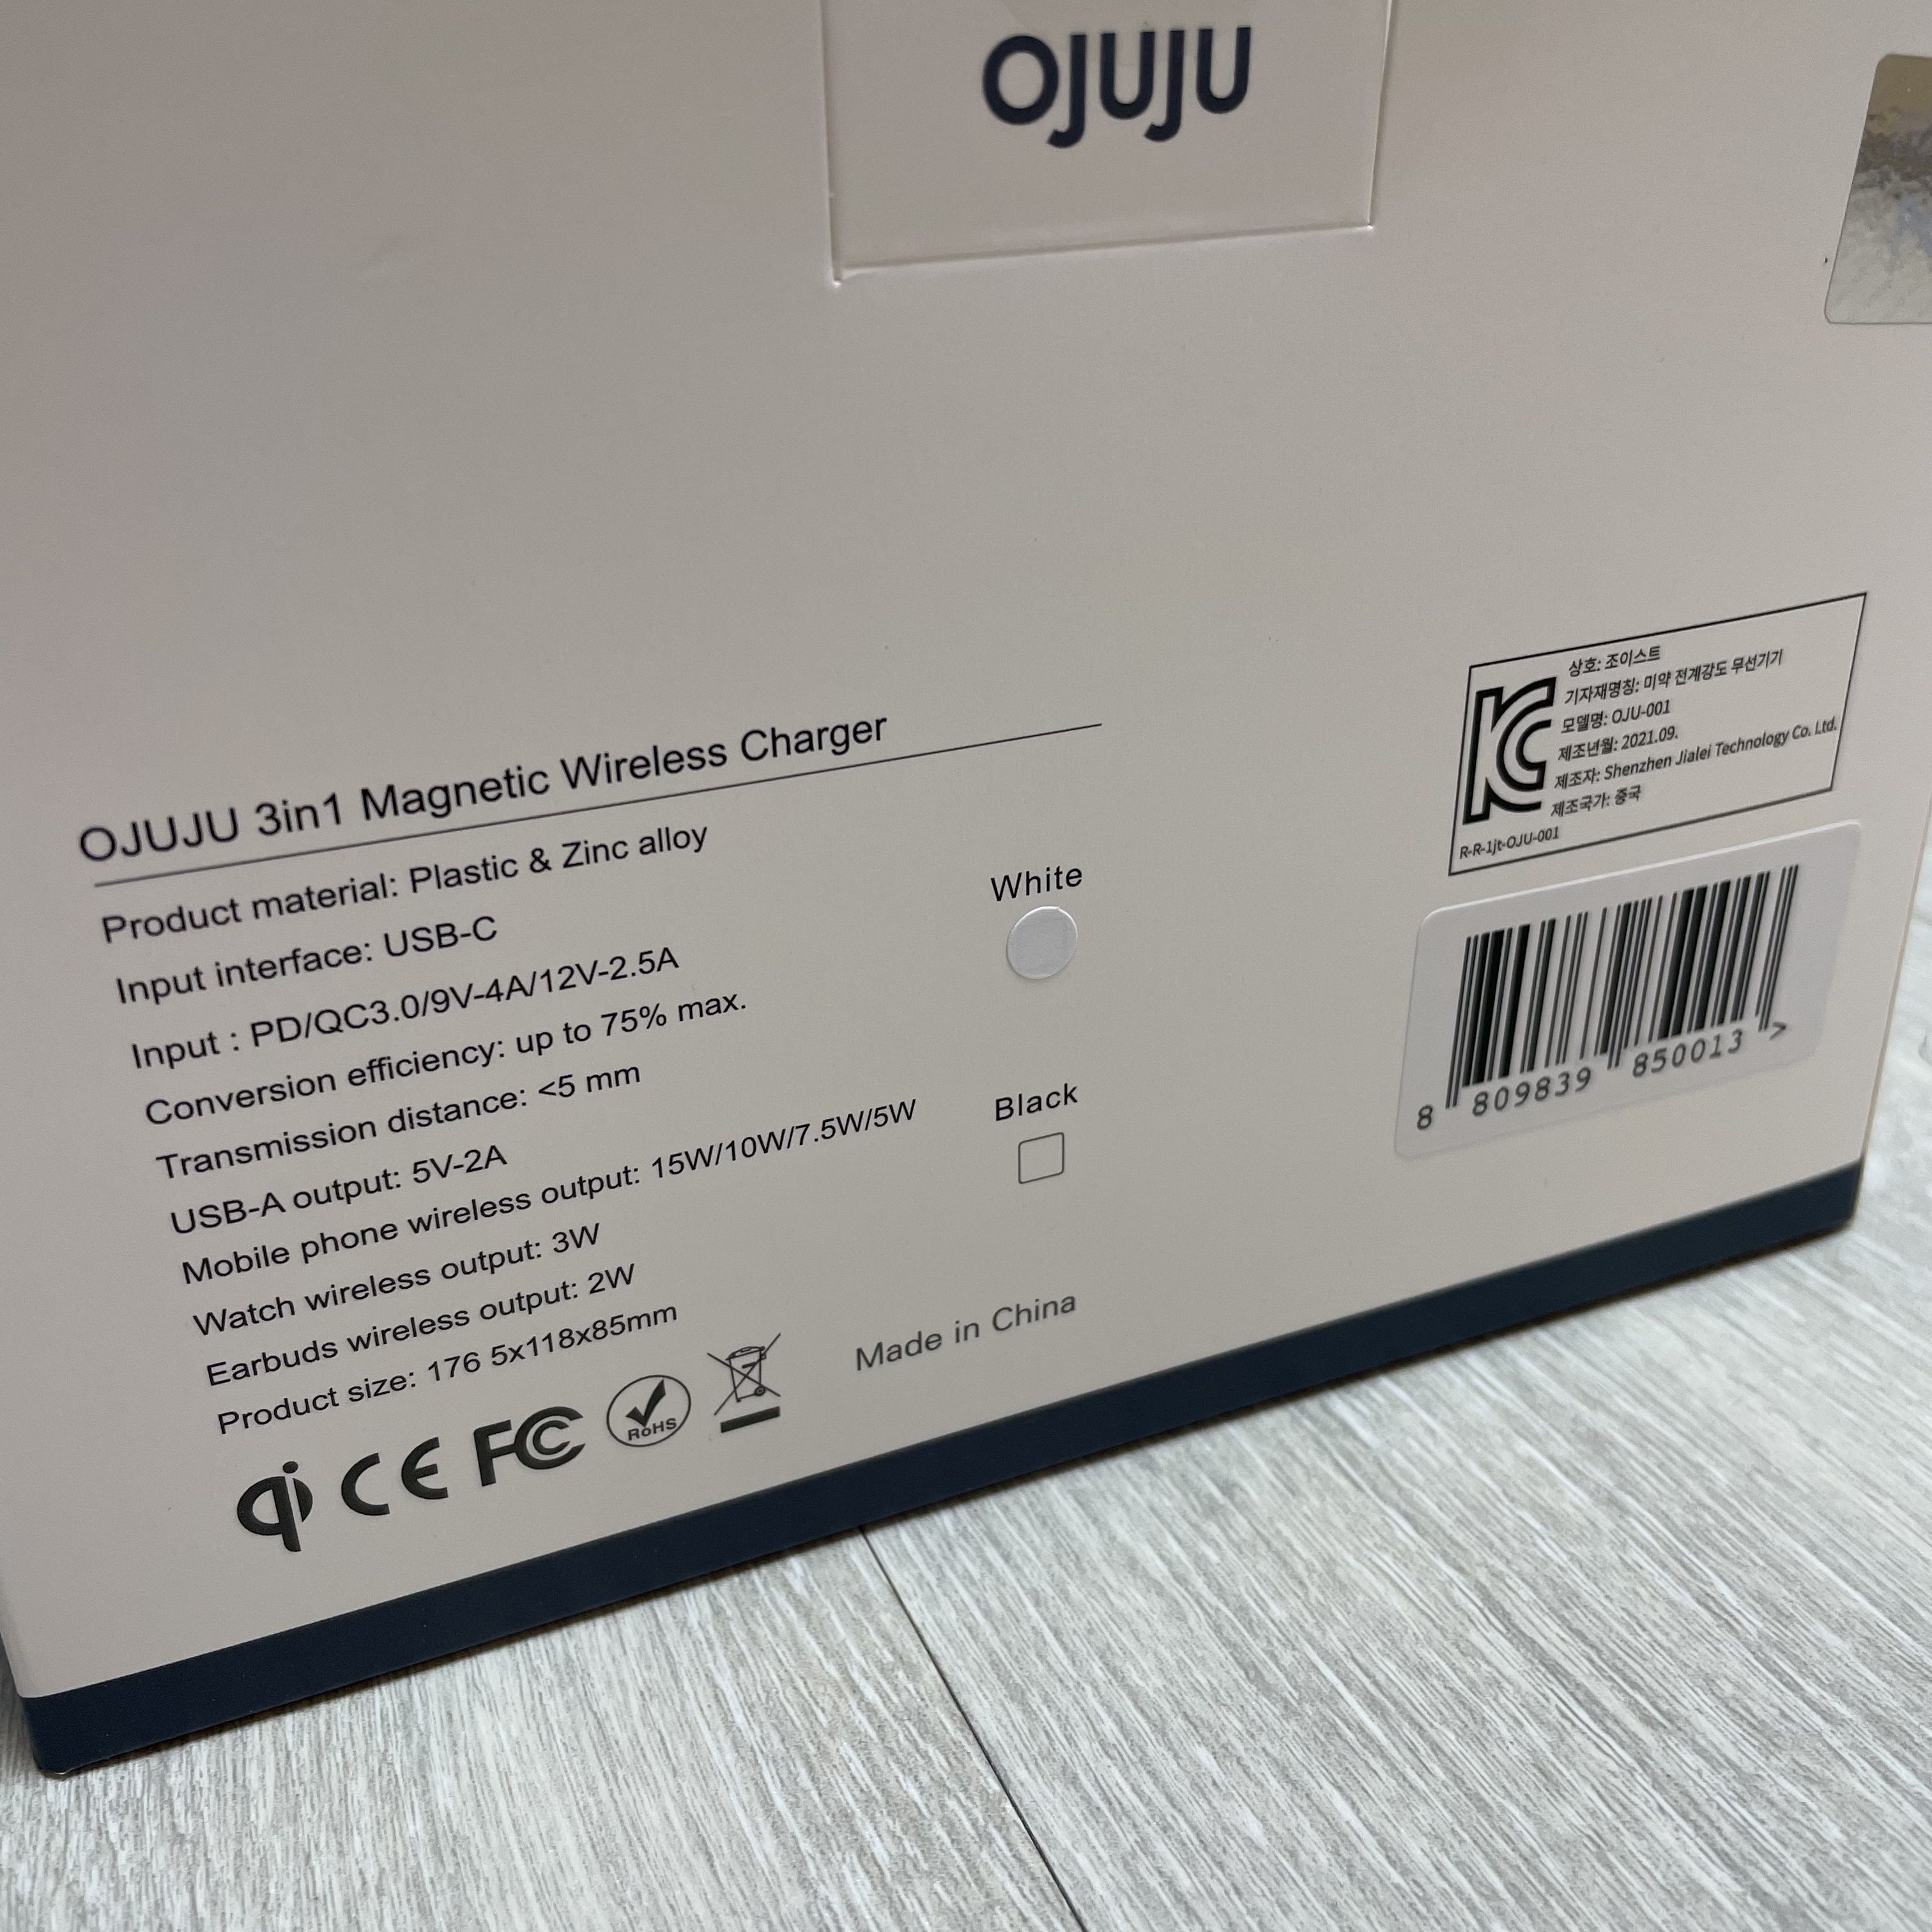 OJUJU
OJUJU 3in1 Magnetic Wireless Charger
Product material: Plastic & Zinc alloy
Input interface: USB-C
Input : PD/QC3.0/9V-4A/12V-2.5A
Conversion efficiency: up to 75% max.
Transmission distance: <5 mm
USB-A output: 5V-2A
Mobile phone wireless output: 15W/10W/7.5W/5W
Watch wireless output: 3W
Earbuds wireless output: 2W
Product size: 176 5x118x85mm
qi CE FC RoHS
White
Black
Made in China
KC
상호: 조이스트
기자재명칭: 미약 전계강도 무선기기
모델명: OJU-001
제조년월: 2021.09.
제조자: Shenzhen Jialei Technology Co. Ltd.
제조국가: 중국
R-R-1jt-OJU-001
8 809839 850013 >